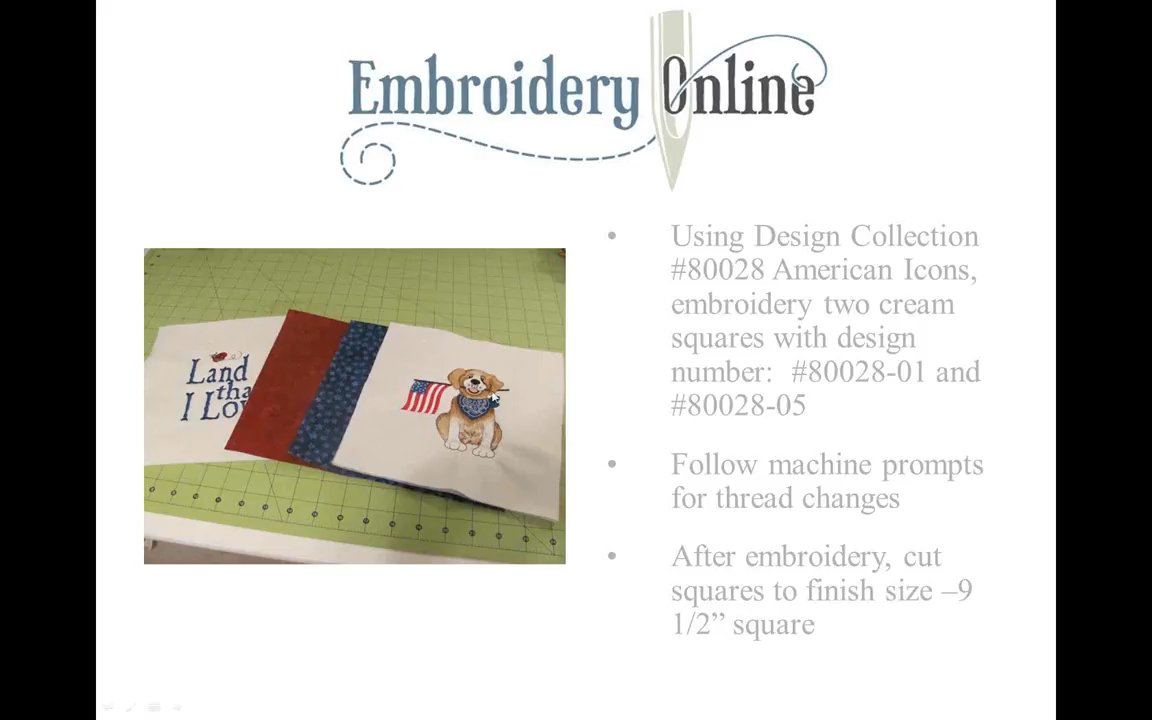 Embroidery Online
Using Design Collection
#80028 American Icons,
embroidery two cream
squares with design
number: #80028-01 and
#80028-05
Follow machine prompts
for thread changes
After embroidery, cut
squares to finish size –9
1/2” square
Land
tha
I Lov